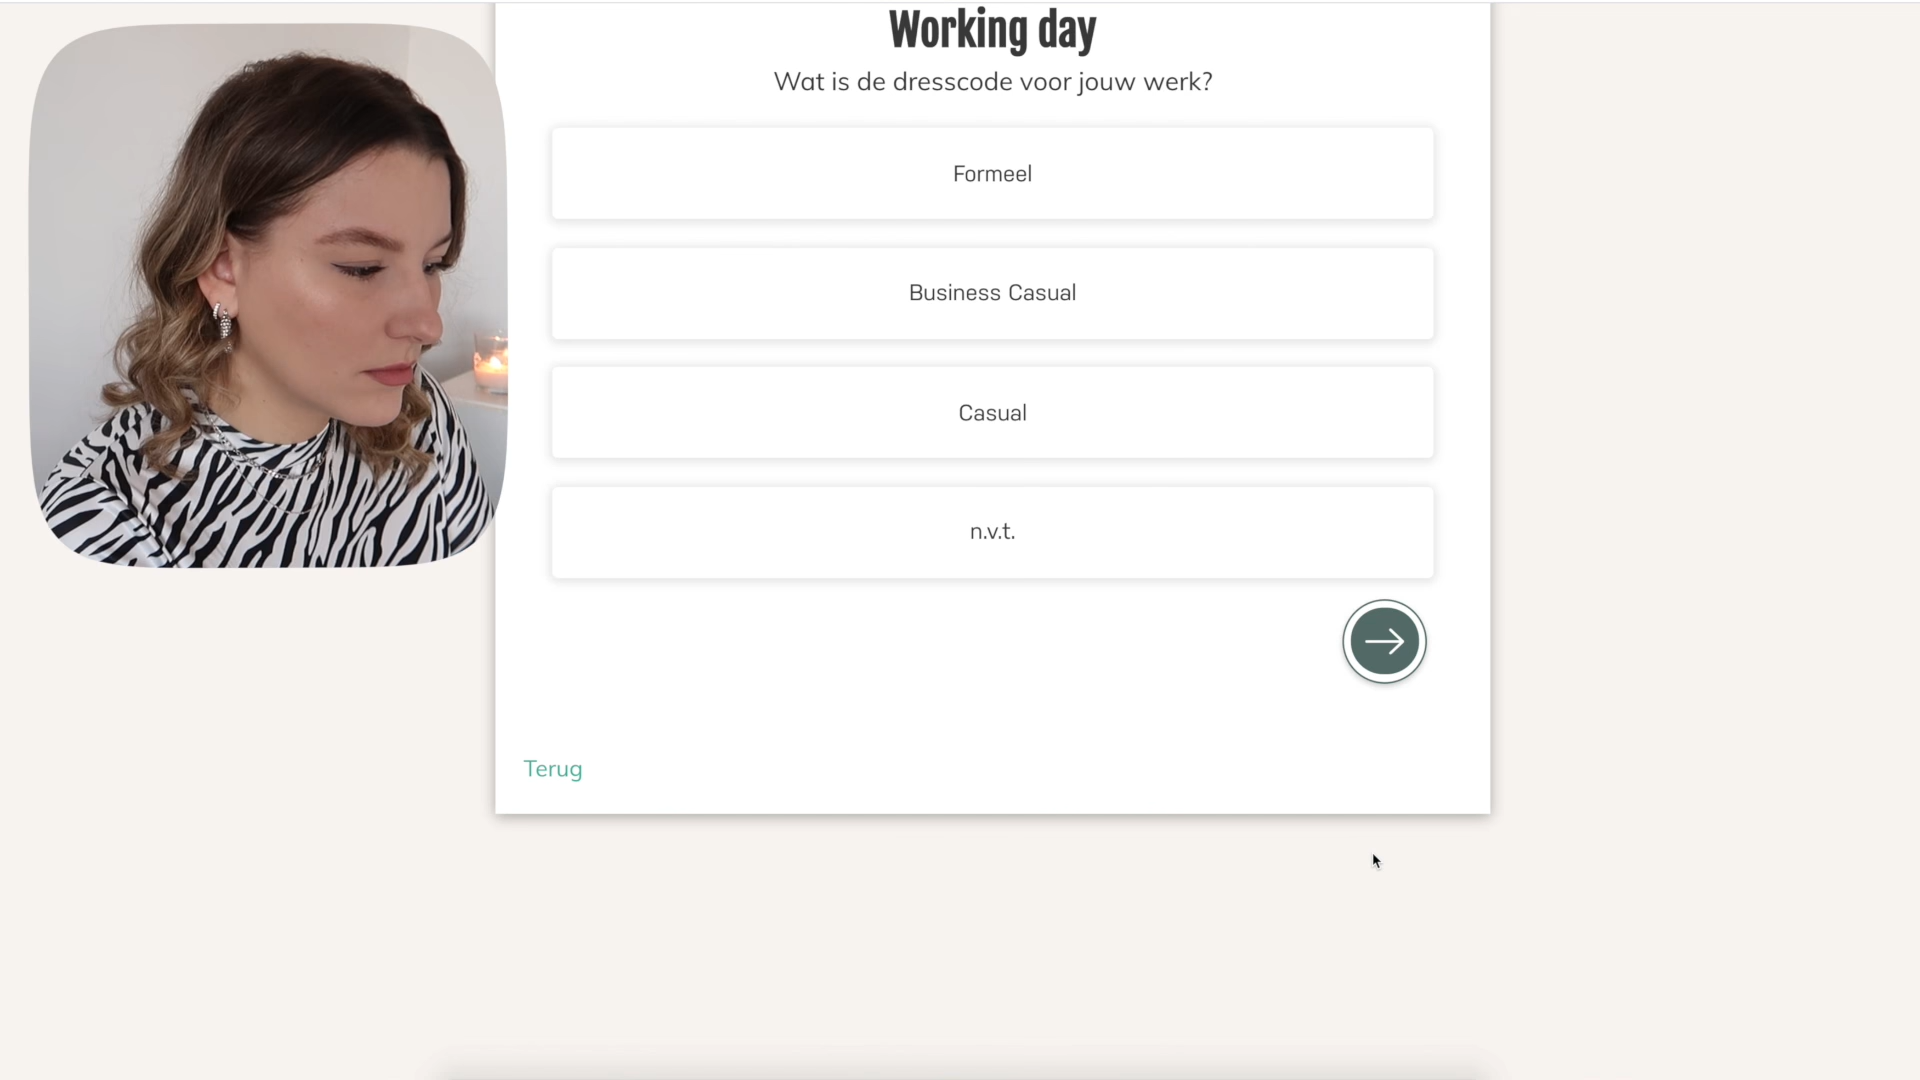 Working day
Wat is de dresscode voor jouw werk?
Formeel
Business Casual
Casual
n.v.t.
Terug